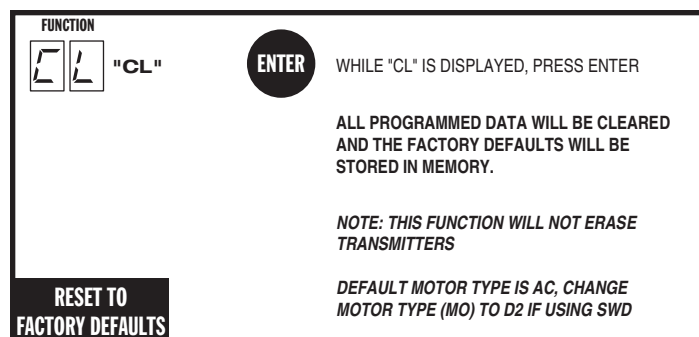 FUNCTION
CL "CL"
ENTER
WHILE "CL" IS DISPLAYED, PRESS ENTER
ALL PROGRAMMED DATA WILL BE CLEARED
AND THE FACTORY DEFAULTS WILL BE
STORED IN MEMORY.
NOTE: THIS FUNCTION WILL NOT ERASE
TRANSMITTERS
DEFAULT MOTOR TYPE IS AC, CHANGE
MOTOR TYPE (MO) TO D2 IF USING SWD
RESET TO
FACTORY DEFAULTS